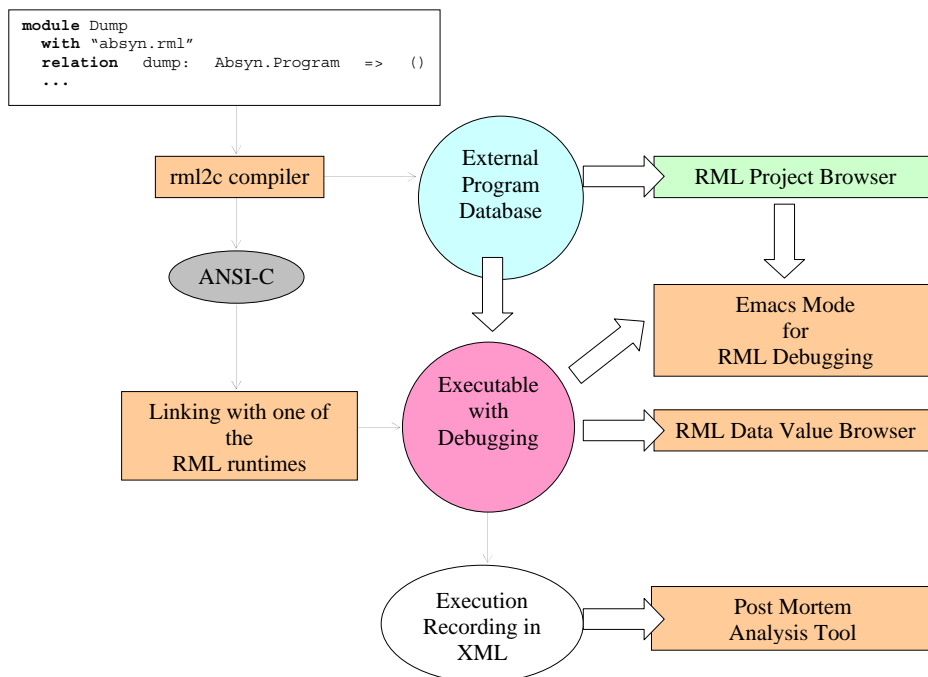 module Dump
with “absyn.rml”
relation dump: Absyn.Program => ()
...
rml2c compiler
External
Program
Database
RML Project Browser
ANSI-C
Emacs Mode
for
RML Debugging
Executable
with
Debugging
Linking with one of
the
RML runtimes
RML Data Value Browser
Execution
Recording in
XML
Post Mortem
Analysis Tool